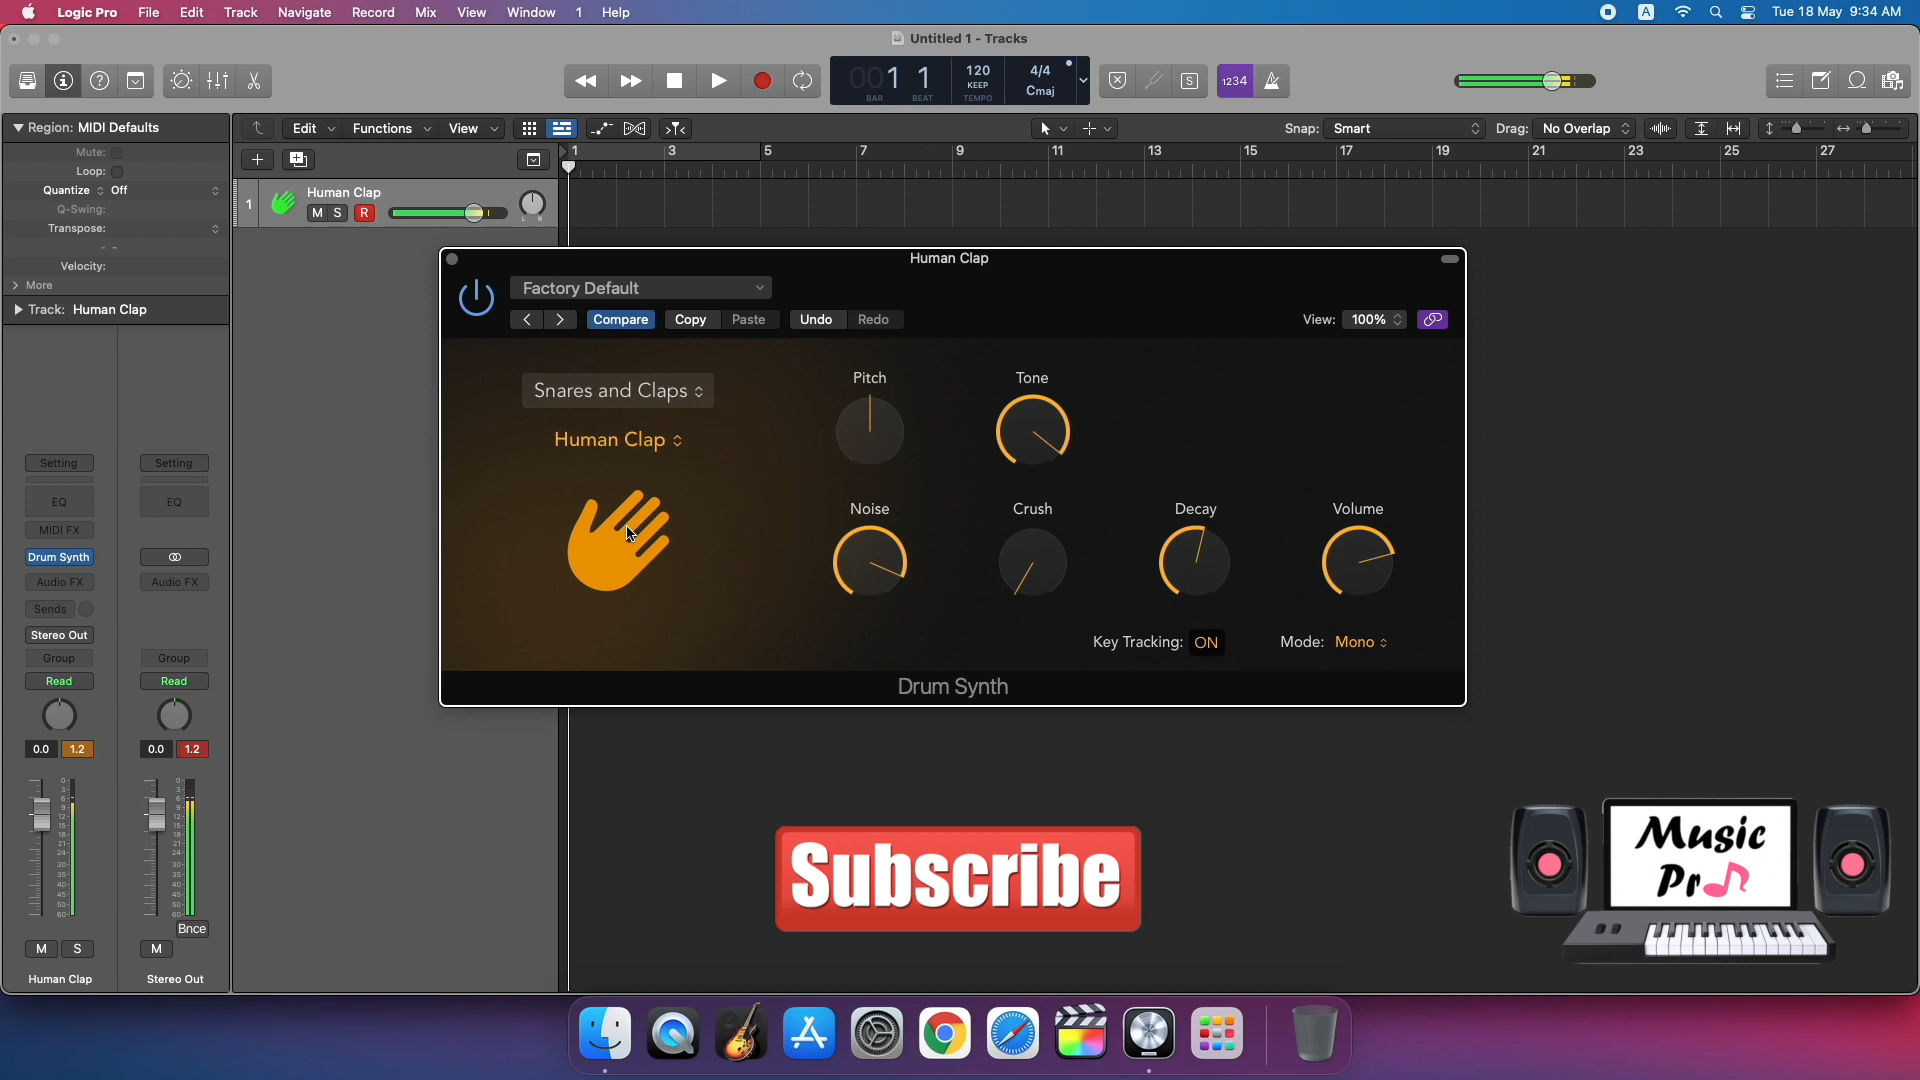 Logic Pro File Edit Track Navigate Record Mix View Window 1 Help
A Tue 18 May 9:34 AM
Untitled 1 - Tracks
001 1 120 4/4
KEEP Cmaj
BAR BEAT TEMPO
S 1234
Region: MIDI Defaults
Edit Functions View
Snap: Smart Drag: No Overlap
Mute:
Loop:
Quantize Off
Q-Swing:
Transpose:
- -
Velocity:
More
Track: Human Clap
1 3 5 7 9 11 13 15 17 19 21 23 25 27
1 Human Clap
M S R L R
Human Clap
Factory Default
Compare Copy Paste Undo Redo
View: 100%
Snares and Claps
Human Clap
Pitch Tone
Noise Crush Decay Volume
Key Tracking: ON Mode: Mono
Drum Synth
Setting Setting
EQ EQ
MIDI FX
Drum Synth
Audio FX Audio FX
Sends
Stereo Out
Group Group
Read Read
0.0 1.2 0.0 1.2
Bnce
M S M
Human Clap Stereo Out
Subscribe
Music
Pr